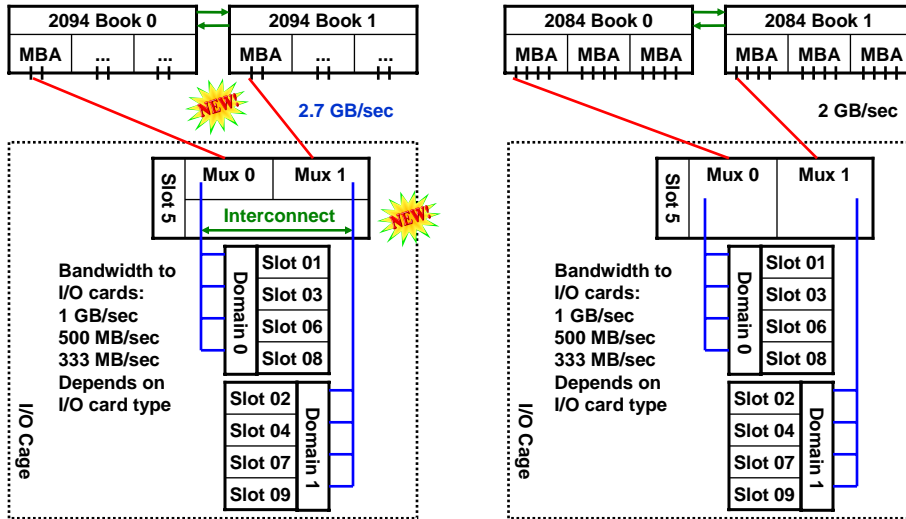 2094 Book 0
2094 Book 1
MBA
...
...
MBA
...
...
NEW!
2.7 GB/sec
Slot 5
Mux 0
Mux 1
Interconnect
NEW!
Bandwidth to
I/O cards:
1 GB/sec
500 MB/sec
333 MB/sec
Depends on
I/O card type
Domain 0
Slot 01
Slot 03
Slot 06
Slot 08
Slot 02
Slot 04
Slot 07
Slot 09
Domain 1
I/O Cage
2084 Book 0
2084 Book 1
MBA
MBA
MBA
MBA
MBA
MBA
2 GB/sec
Slot 5
Mux 0
Mux 1
Bandwidth to
I/O cards:
1 GB/sec
500 MB/sec
333 MB/sec
Depends on
I/O card type
Domain 0
Slot 01
Slot 03
Slot 06
Slot 08
Slot 02
Slot 04
Slot 07
Slot 09
Domain 1
I/O Cage